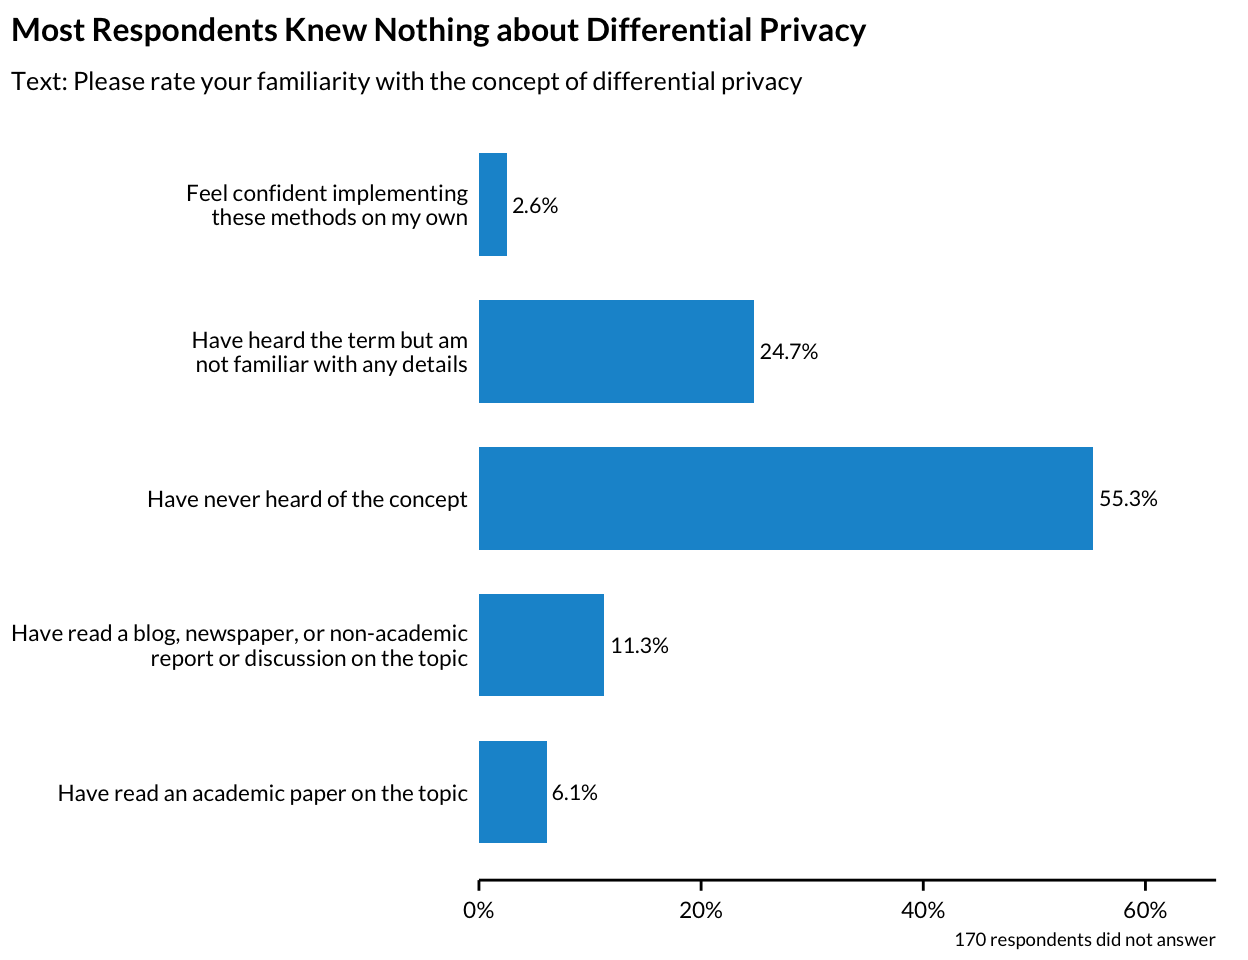 Most Respondents Knew Nothing about Differential Privacy
Text: Please rate your familiarity with the concept of differential privacy
Feel confident implementing
these methods on my own
2.6%
Have heard the term but am
not familiar with any details
24.7%
Have never heard of the concept
55.3%
Have read a blog, newspaper, or non-academic
report or discussion on the topic
11.3%
Have read an academic paper on the topic
6.1%
0%
20%
40%
60%
170 respondents did not answer